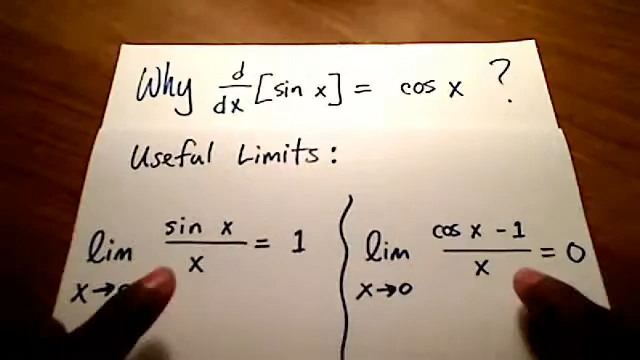 Why d/dx [sin x] = cos x ?
Useful Limits:
lim x→ sin x / x = 1
lim x→0 cos x - 1 / x = 0